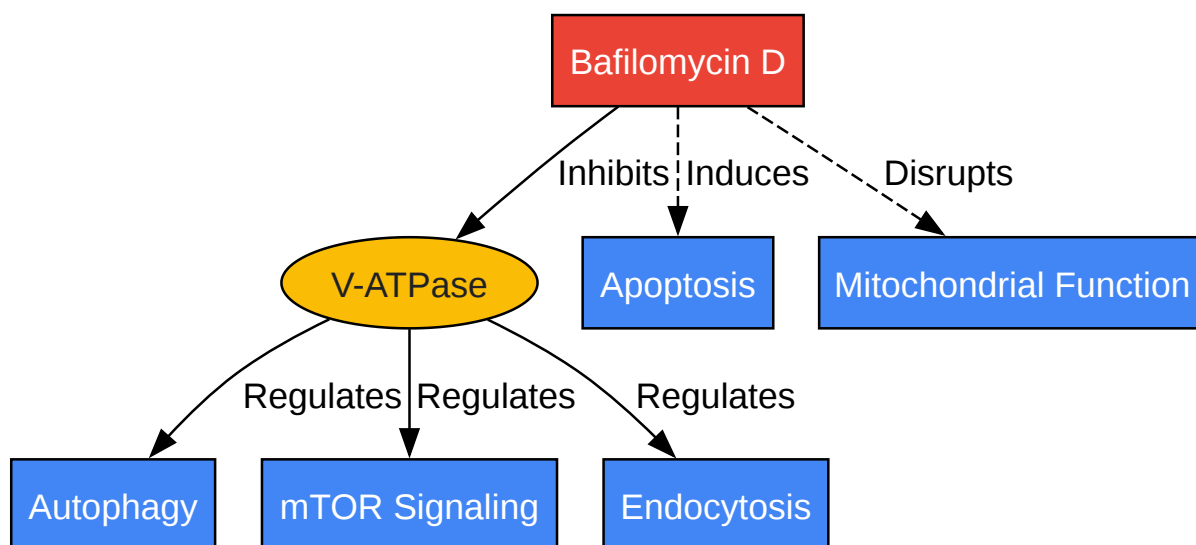 Bafilomycin D
Inhibits
Induces
Disrupts
V-ATPase
Apoptosis
Mitochondrial Function
Regulates
Regulates
Regulates
Autophagy
mTOR Signaling
Endocytosis